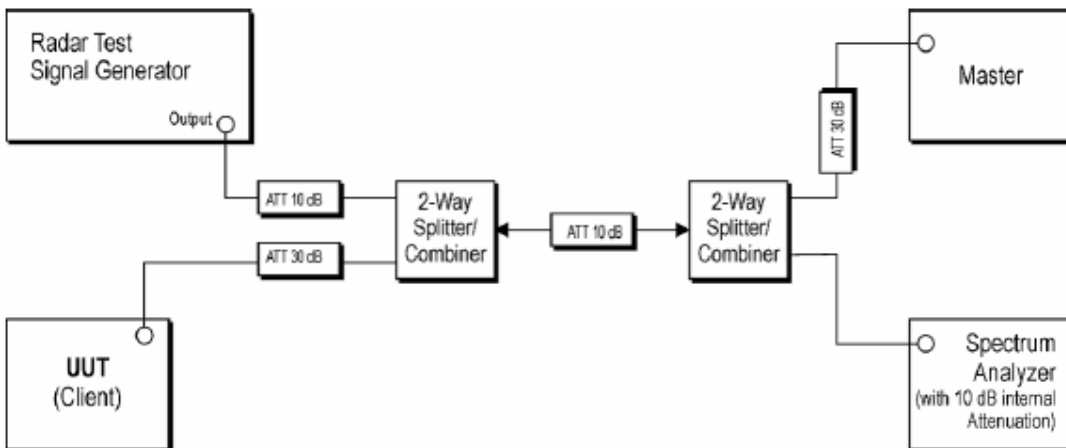 Radar Test
Signal Generator
Output
ATT 10 dB
ATT 30 dB
2-Way
Splitter/
Combiner
ATT 10 dB
2-Way
Splitter/
Combiner
ATT 30 dB
Master
UUT
(Client)
Spectrum
Analyzer
(with 10 dB internal
Attenuation)